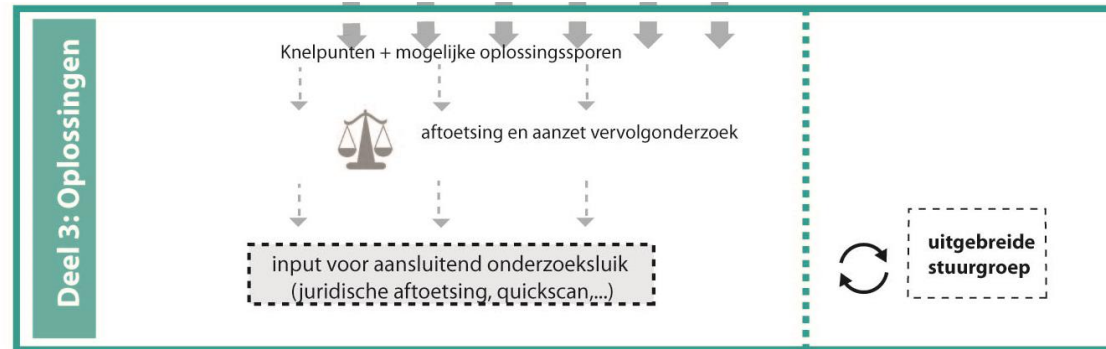 Deel 3: Oplossingen
Knelpunten + mogelijke oplossingssporen
aftoetsing en aanzet vervolgonderzoek
input voor aansluitend onderzoeksluik
(juridische aftoetsing, quickscan,...)
uitgebreide
stuurgroep